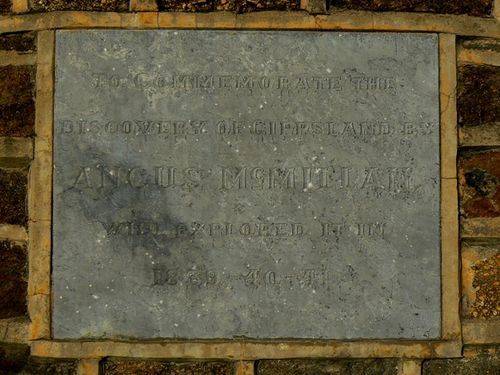 TO COMMEMORATE THE
DISCOVERY OF GIPPSLAND BY
ANGUS McMILLAN
WHO EXPLORED IT IN
1839-40-41